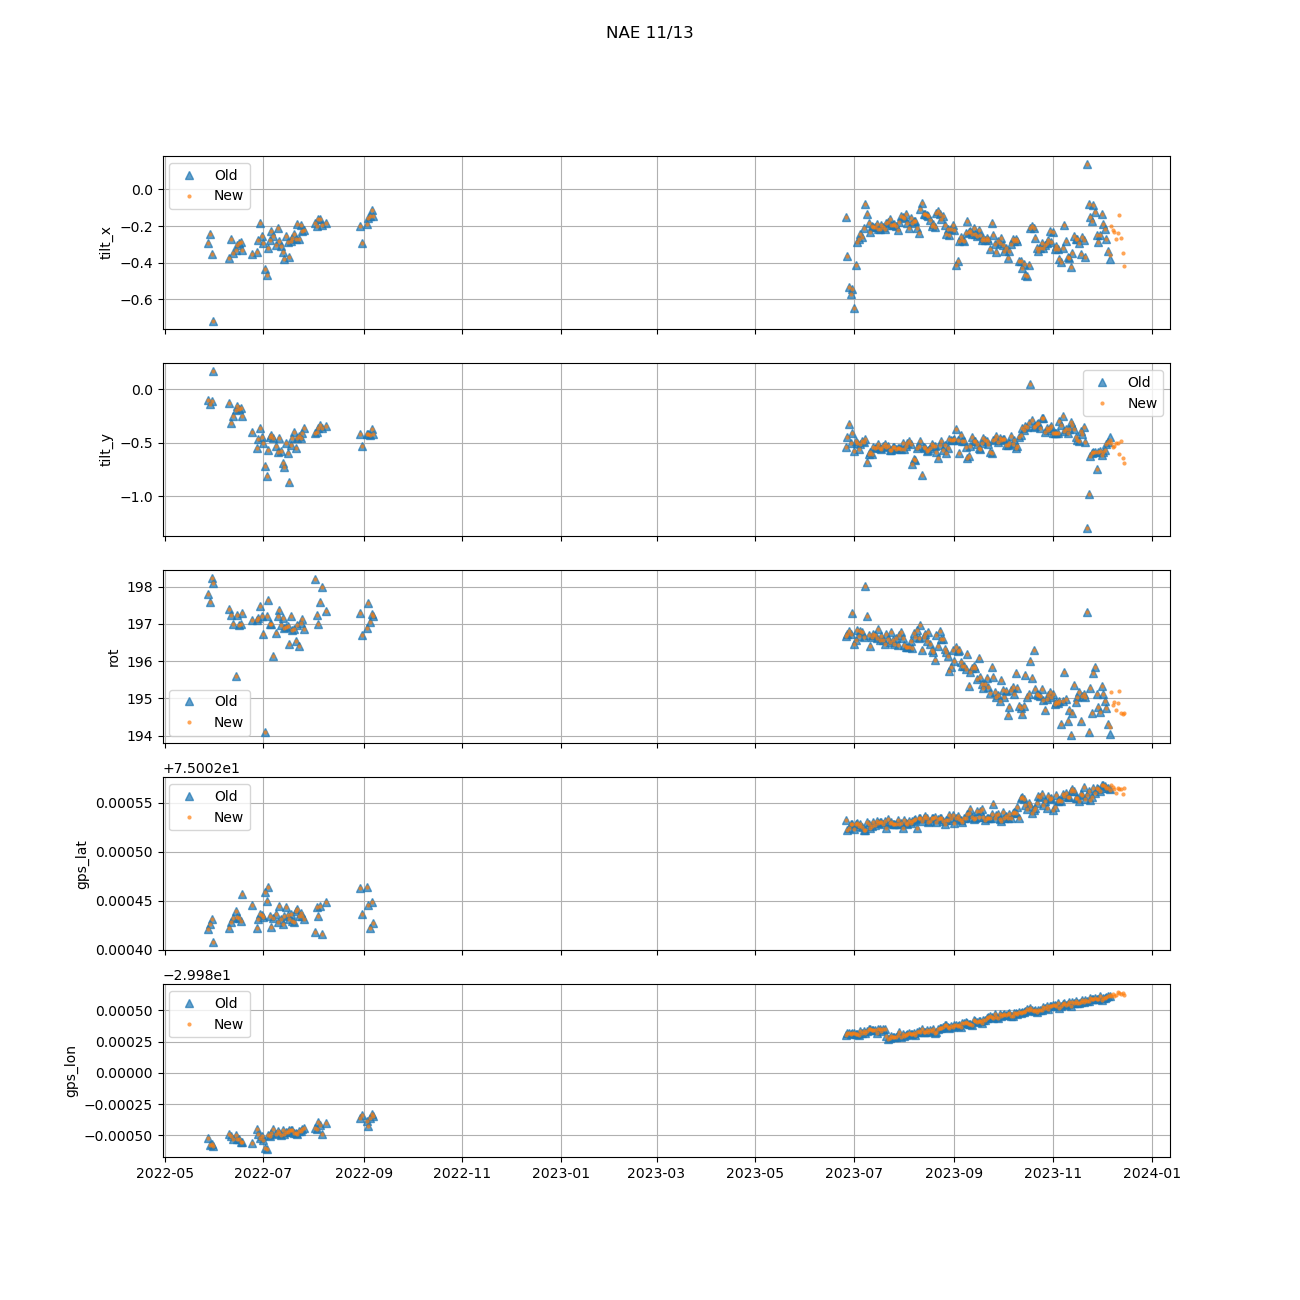 NAE 11/13
tilt_x
0.0
−0.2
−0.4
−0.6
Old
New
tilt_y
0.0
−0.5
−1.0
Old
New
rot
198
197
196
195
194
Old
New
+7.5002e1
gps_lat
0.00055
0.00050
0.00045
0.00040
Old
New
−2.998e1
gps_lon
0.00050
0.00025
0.00000
−0.00025
−0.00050
Old
New
2022-05 2022-07 2022-09 2022-11 2023-01 2023-03 2023-05 2023-07 2023-09 2023-11 2024-01